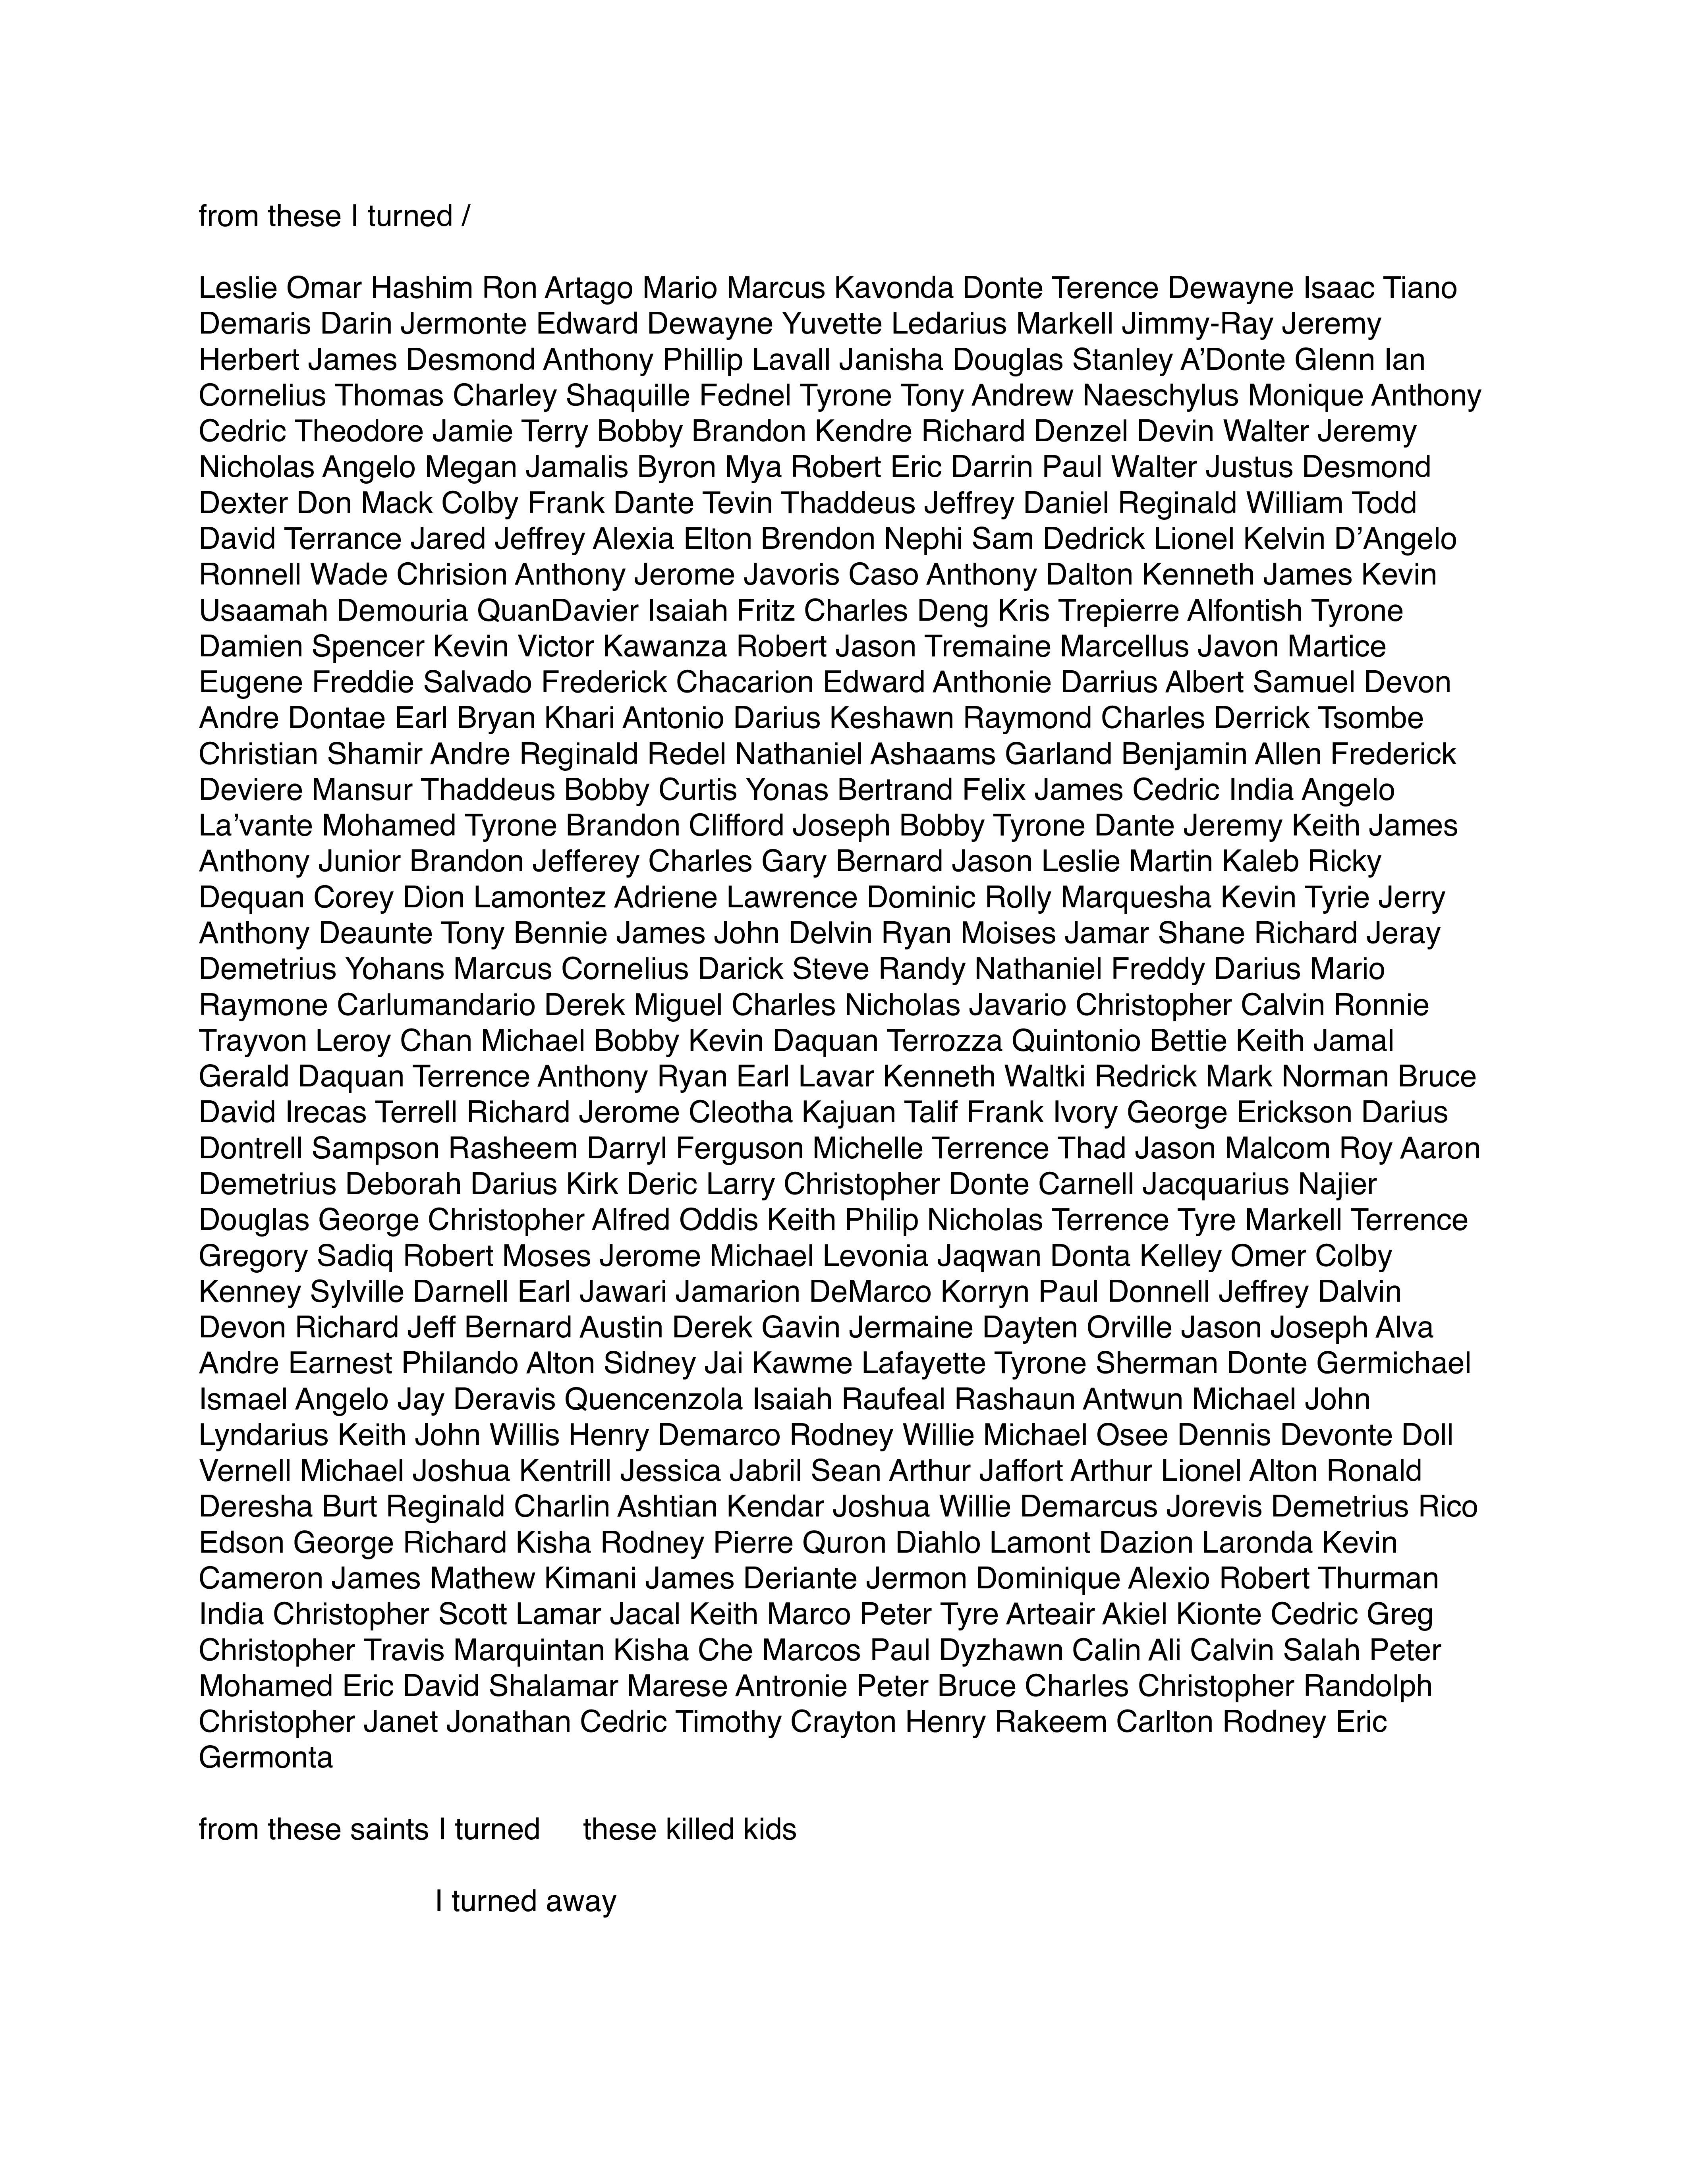 from these I turned /
Leslie Omar Hashim Ron Artago Mario Marcus Kavonda Donte Terence Dewayne Isaac Tiano
Demaris Darin Jermonte Edward Dewayne Yuvette Ledarius Markell Jimmy-Ray Jeremy
Herbert James Desmond Anthony Phillip Lavall Janisha Douglas Stanley A’Donte Glenn Ian
Cornelius Thomas Charley Shaquille Fednel Tyrone Tony Andrew Naeschylus Monique Anthony
Cedric Theodore Jamie Terry Bobby Brandon Kendre Richard Denzel Devin Walter Jeremy
Nicholas Angelo Megan Jamalis Byron Mya Robert Eric Darrin Paul Walter Justus Desmond
Dexter Don Mack Colby Frank Dante Tevin Thaddeus Jeffrey Daniel Reginald William Todd
David Terrance Jared Jeffrey Alexia Elton Brendon Nephi Sam Dedrick Lionel Kelvin D’Angelo
Ronnell Wade Chrision Anthony Jerome Javoris Caso Anthony Dalton Kenneth James Kevin
Usaamah Demouria QuanDavier Isaiah Fritz Charles Deng Kris Trepierre Alfontish Tyrone
Damien Spencer Kevin Victor Kawanza Robert Jason Tremaine Marcellus Javon Martice
Eugene Freddie Salvado Frederick Chacarion Edward Anthonie Darrius Albert Samuel Devon
Andre Dontae Earl Bryan Khari Antonio Darius Keshawn Raymond Charles Derrick Tsombe
Christian Shamir Andre Reginald Redel Nathaniel Ashaams Garland Benjamin Allen Frederick
Deviere Mansur Thaddeus Bobby Curtis Yonas Bertrand Felix James Cedric India Angelo
La’vante Mohamed Tyrone Brandon Clifford Joseph Bobby Tyrone Dante Jeremy Keith James
Anthony Junior Brandon Jefferey Charles Gary Bernard Jason Leslie Martin Kaleb Ricky
Dequan Corey Dion Lamontez Adriene Lawrence Dominic Rolly Marquesha Kevin Tyrie Jerry
Anthony Deaunte Tony Bennie James John Delvin Ryan Moises Jamar Shane Richard Jeray
Demetrius Yohans Marcus Cornelius Darick Steve Randy Nathaniel Freddy Darius Mario
Raymone Carlumandario Derek Miguel Charles Nicholas Javario Christopher Calvin Ronnie
Trayvon Leroy Chan Michael Bobby Kevin Daquan Terrozza Quintonio Bettie Keith Jamal
Gerald Daquan Terrence Anthony Ryan Earl Lavar Kenneth Waltki Redrick Mark Norman Bruce
David Irecas Terrell Richard Jerome Cleotha Kajuan Talif Frank Ivory George Erickson Darius
Dontrell Sampson Rasheem Darryl Ferguson Michelle Terrence Thad Jason Malcom Roy Aaron
Demetrius Deborah Darius Kirk Deric Larry Christopher Donte Carnell Jacquarius Najier
Douglas George Christopher Alfred Oddis Keith Philip Nicholas Terrence Tyre Markell Terrence
Gregory Sadiq Robert Moses Jerome Michael Levonia Jaqwan Donta Kelley Omer Colby
Kenney Sylville Darnell Earl Jawari Jamarion DeMarco Korryn Paul Donnell Jeffrey Dalvin
Devon Richard Jeff Bernard Austin Derek Gavin Jermaine Dayten Orville Jason Joseph Alva
Andre Earnest Philando Alton Sidney Jai Kawme Lafayette Tyrone Sherman Donte Germichael
Ismael Angelo Jay Deravis Quencenzola Isaiah Raufeal Rashaun Antwun Michael John
Lyndarius Keith John Willis Henry Demarco Rodney Willie Michael Osee Dennis Devonte Doll
Vernell Michael Joshua Kentrill Jessica Jabril Sean Arthur Jaffort Arthur Lionel Alton Ronald
Deresha Burt Reginald Charlin Ashtian Kendar Joshua Willie Demarcus Jorevis Demetrius Rico
Edson George Richard Kisha Rodney Pierre Quron Diahlo Lamont Dazion Laronda Kevin
Cameron James Mathew Kimani James Deriante Jermon Dominique Alexio Robert Thurman
India Christopher Scott Lamar Jacal Keith Marco Peter Tyre Arteair Akiel Kionte Cedric Greg
Christopher Travis Marquintan Kisha Che Marcos Paul Dyzhawn Calin Ali Calvin Salah Peter
Mohamed Eric David Shalamar Marese Antronie Peter Bruce Charles Christopher Randolph
Christopher Janet Jonathan Cedric Timothy Crayton Henry Rakeem Carlton Rodney Eric
Germonta
from these saints I turned     these killed kids
I turned away